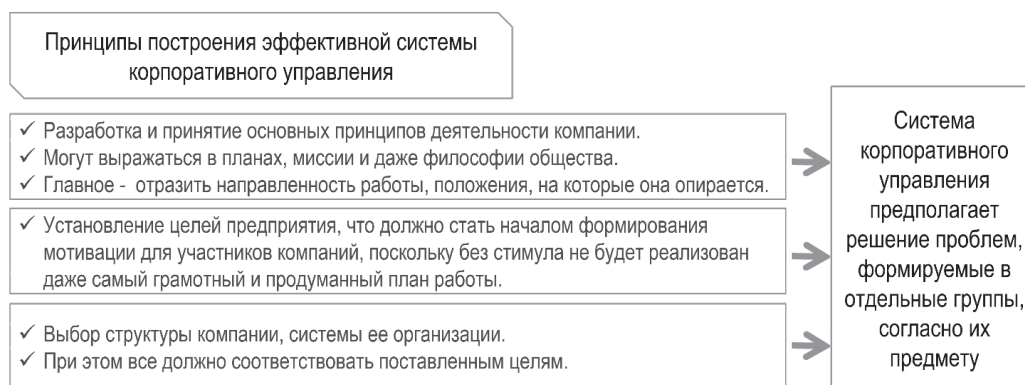 Принципы построения эффективной системы
корпоративного управления
✓ Разработка и принятие основных принципов деятельности компании.
✓ Могут выражаться в планах, миссии и даже философии общества.
✓ Главное - отразить направленность работы, положения, на которые она опирается.
✓ Установление целей предприятия, что должно стать началом формирования
мотивации для участников компаний, поскольку без стимула не будет реализован
даже самый грамотный и продуманный план работы.
✓ Выбор структуры компании, системы ее организации.
✓ При этом все должно соответствовать поставленным целям.
Система
корпоративного
управления
предполагает
решение проблем,
формируемые в
отдельные группы,
согласно их
предмету